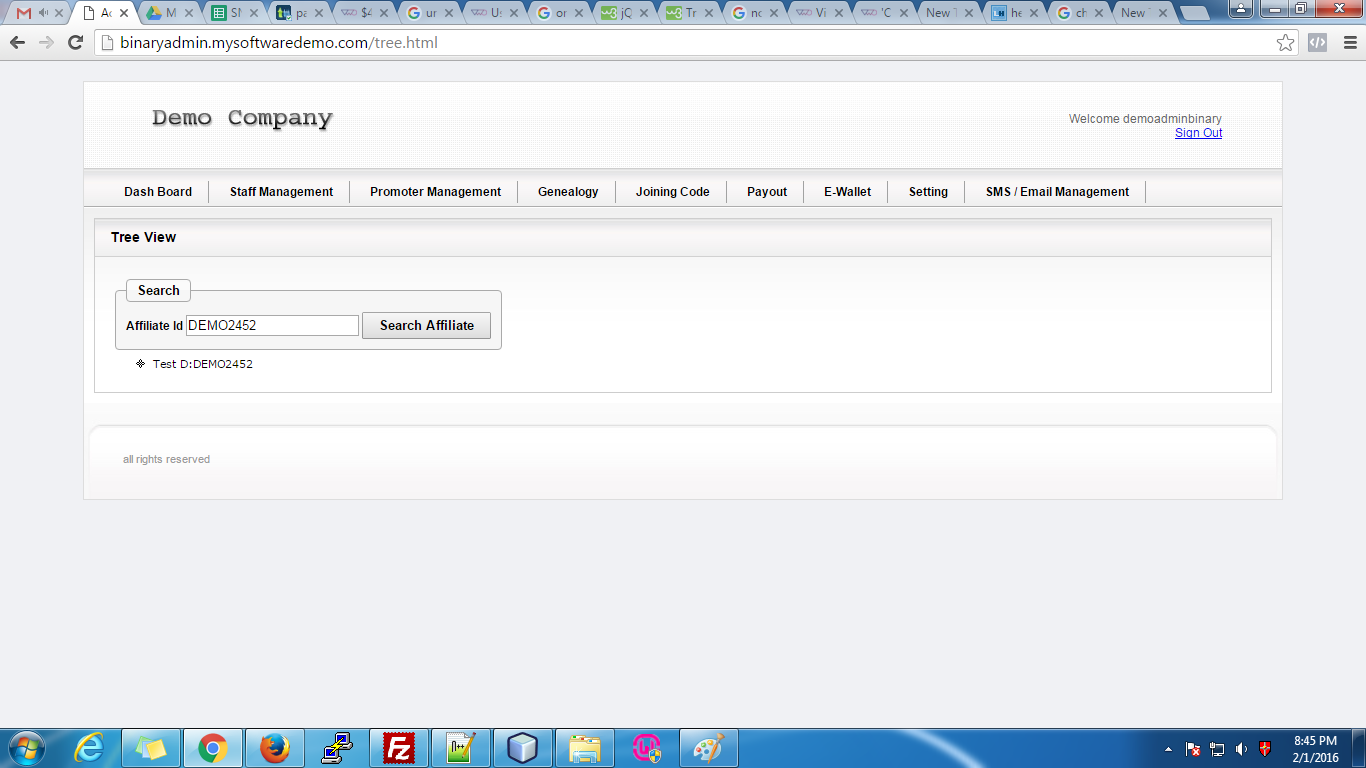 Ac M SN pa $4 ur Us or jQ Tr nc Vi 'C New T he ch New
binaryadmin.mysoftwaredemo.com/tree.html
Demo Company
Welcome demoadminbinary
Sign Out
Dash Board Staff Management Promoter Management Genealogy Joining Code Payout E-Wallet Setting SMS / Email Management
Tree View
Search
Affiliate Id DEMO2452 Search Affiliate
Test D:DEMO2452
all rights reserved
8:45 PM
2/1/2016